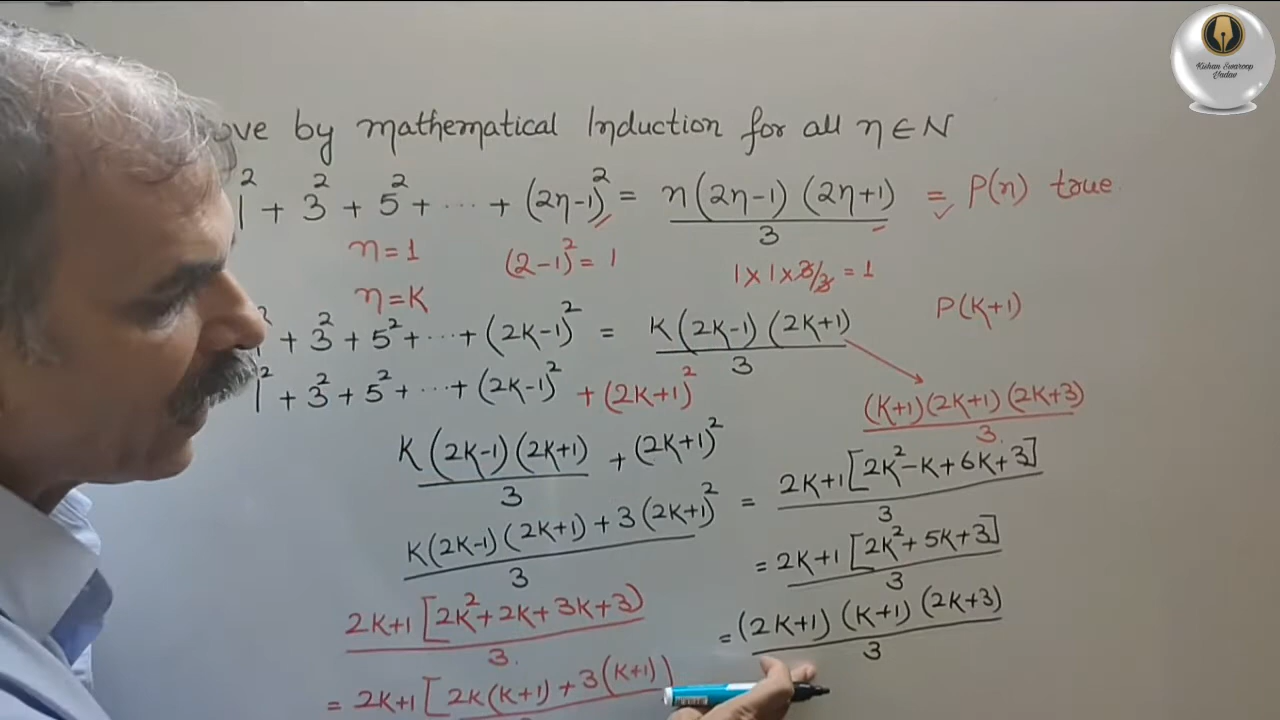 Kishan Swaroop
Yadav
ove by mathematical Induction for all n ∈ N
1² + 3² + 5² + ... + (2n-1)² = n(2n-1)(2n+1)/3 = P(n) true
n=1 (2-1)² = 1 1×1×3/3 = 1
n=K P(K+1)
1² + 3² + 5² + ... + (2K-1)² = K(2K-1)(2K+1)/3
1² + 3² + 5² + ... + (2K-1)² + (2K+1)² (K+1)(2K+1)(2K+3)/3
K(2K-1)(2K+1)/3 + (2K+1)²
K(2K-1)(2K+1) + 3(2K+1)²/3
= 2K+1[2K²-K+6K+3]/3
= 2K+1[2K²+5K+3]/3
2K+1[2K²+2K+3K+3)/3
= 2K+1[2K(K+1)+3(K+1))
= (2K+1)(K+1)(2K+3)/3